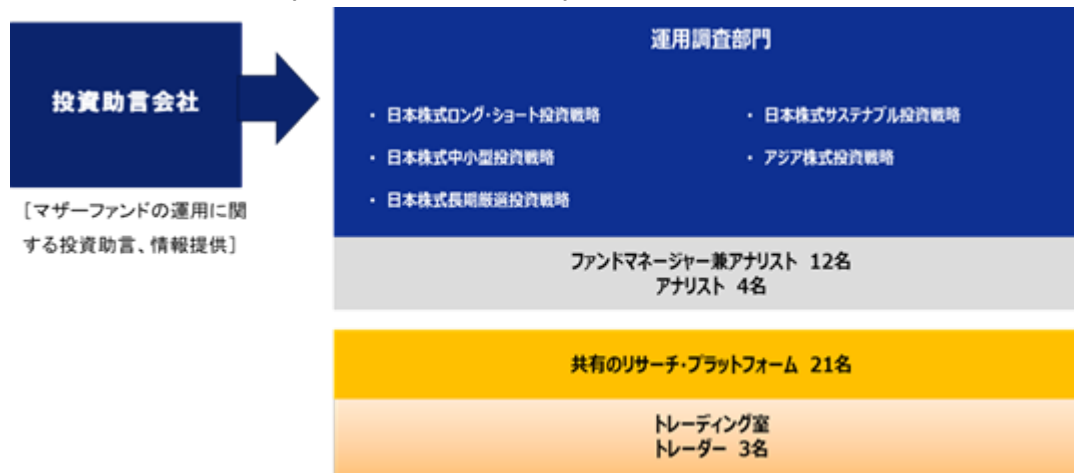 投資助言会社
[マザーファンドの運用に関
する投資助言、情報提供]
運用調査部門
・ 日本株式ロング・ショート投資戦略
・ 日本株式サステナブル投資戦略
・ 日本株式中小型投資戦略
・ アジア株式投資戦略
・ 日本株式長期厳選投資戦略
ファンドマネージャー兼アナリスト 12名
アナリスト 4名
共有のリサーチ・プラットフォーム 21名
トレーディング室
トレーダー 3名